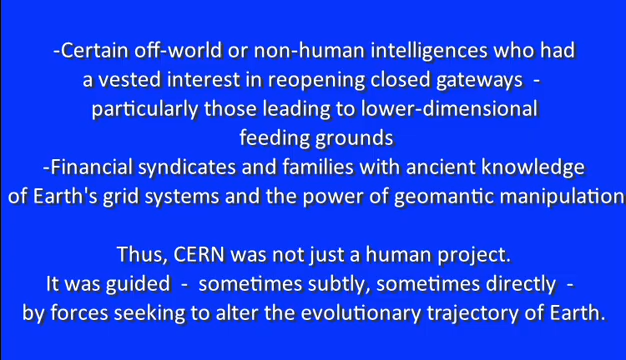 -Certain off-world or non-human intelligences who had
a vested interest in reopening closed gateways -
particularly those leading to lower-dimensional
feeding grounds
-Financial syndicates and families with ancient knowledge
of Earth's grid systems and the power of geomantic manipulation
Thus, CERN was not just a human project.
It was guided - sometimes subtly, sometimes directly -
by forces seeking to alter the evolutionary trajectory of Earth.